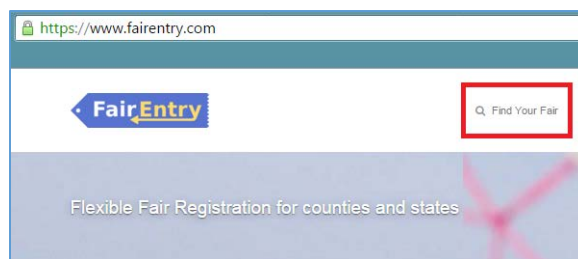 https://www.fairentry.com
FairEntry
Find Your Fair
Flexible Fair Registration for counties and states